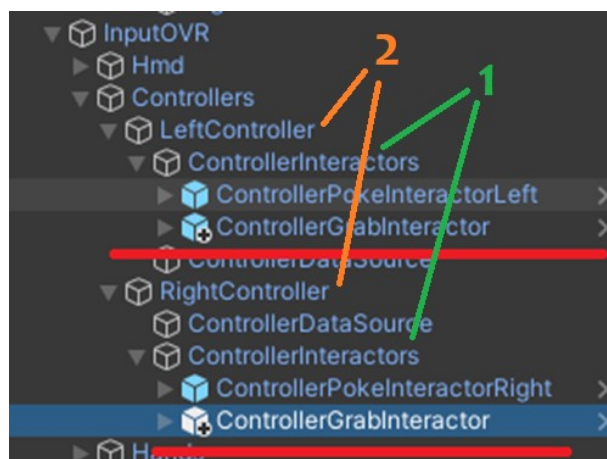 InputOVR
2
Hmd
1
Controllers
LeftController
ControllerInteractors
ControllerPokeInteractorLeft
ControllerGrabInteractor
ControllerDataSource
RightController
ControllerDataSource
ControllerInteractors
ControllerPokeInteractorRight
ControllerGrabInteractor